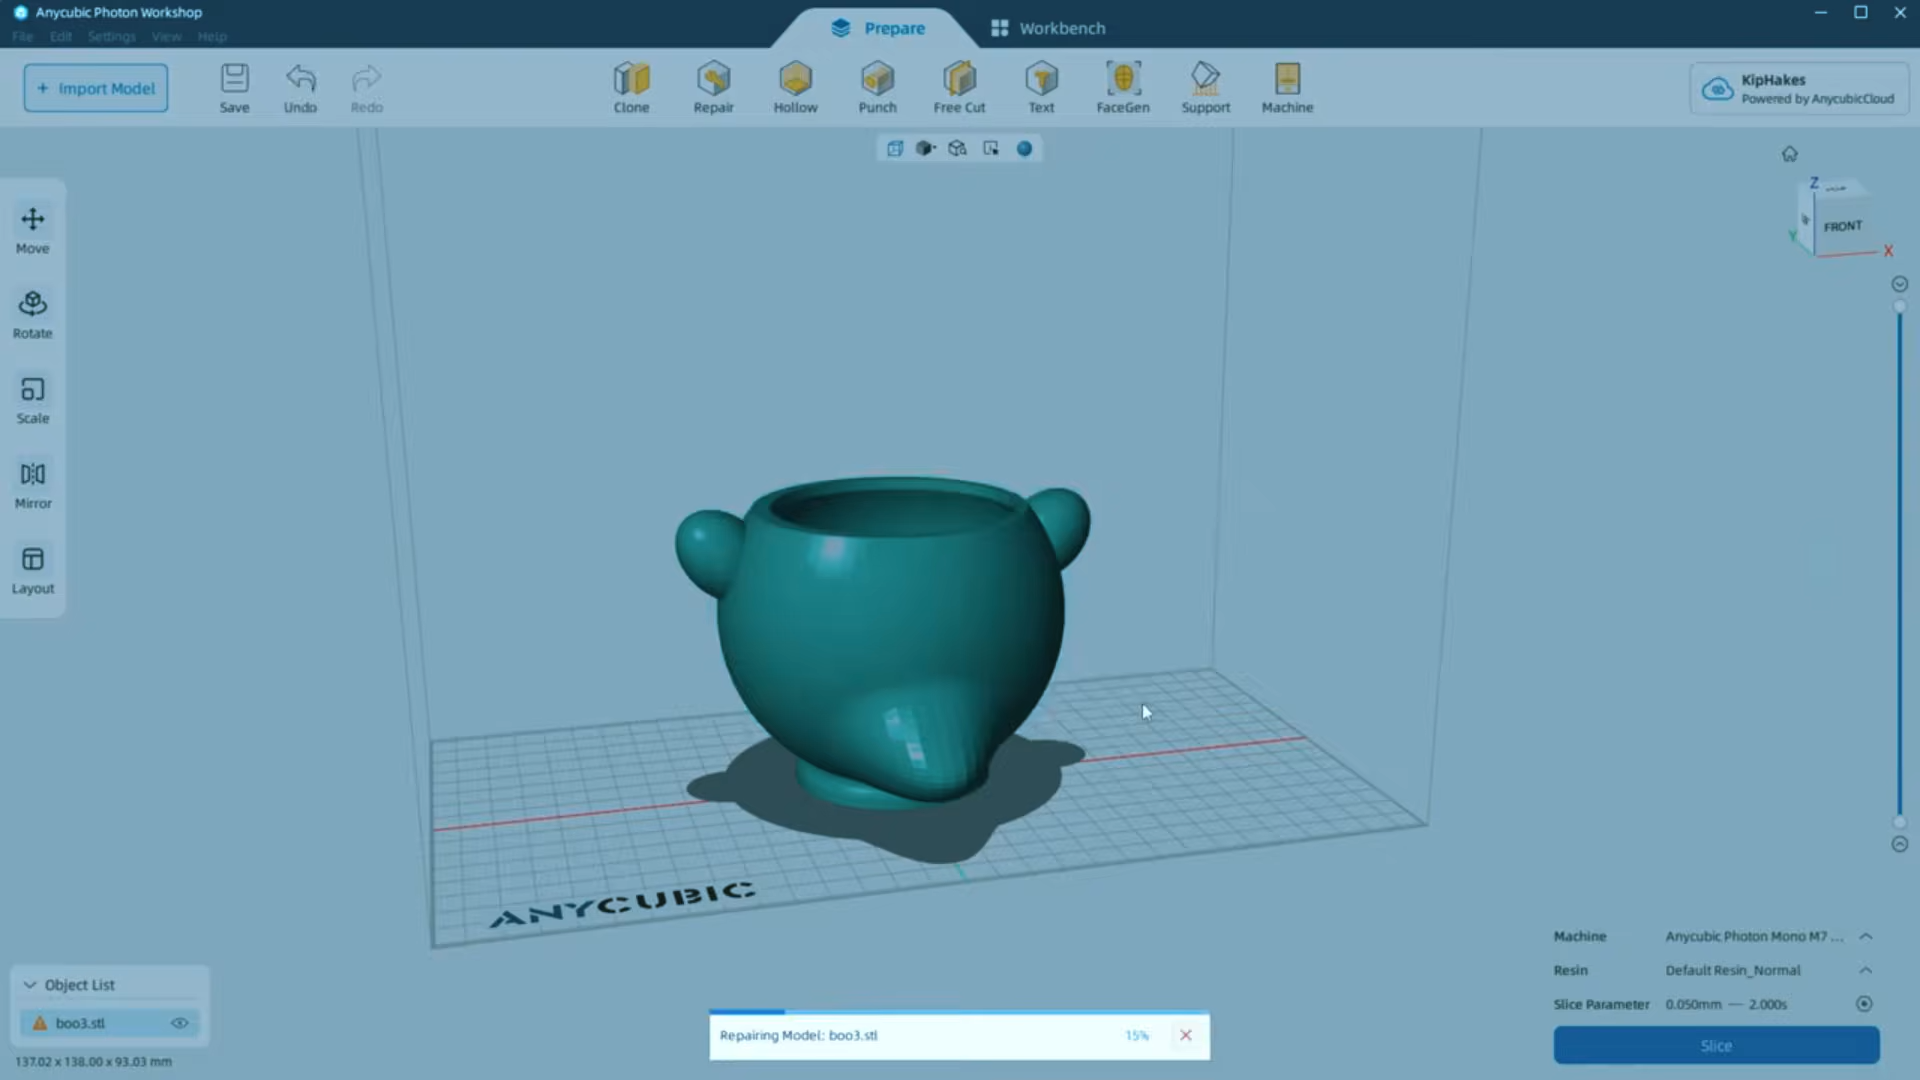 Anycubic Photon Workshop
File Edit Settings View Help
Prepare
Workbench
+ Import Model
Save
Undo
Redo
Clone
Repair
Hollow
Punch
Free Cut
Text
FaceGen
Support
Machine
KipHakes
Powered by AnycubicCloud
Move
Rotate
Scale
Mirror
Layout
Z
FRONT
Y
X
ANYCUBIC
Machine Anycubic Photon Mono M7 ...
Resin Default Resin_Normal
Slice Parameter 0.050mm — 2.000s
Slice
Object List
boo3.stl
137.02 x 138.00 x 93.03 mm
Repairing Model: boo3.stl 15%